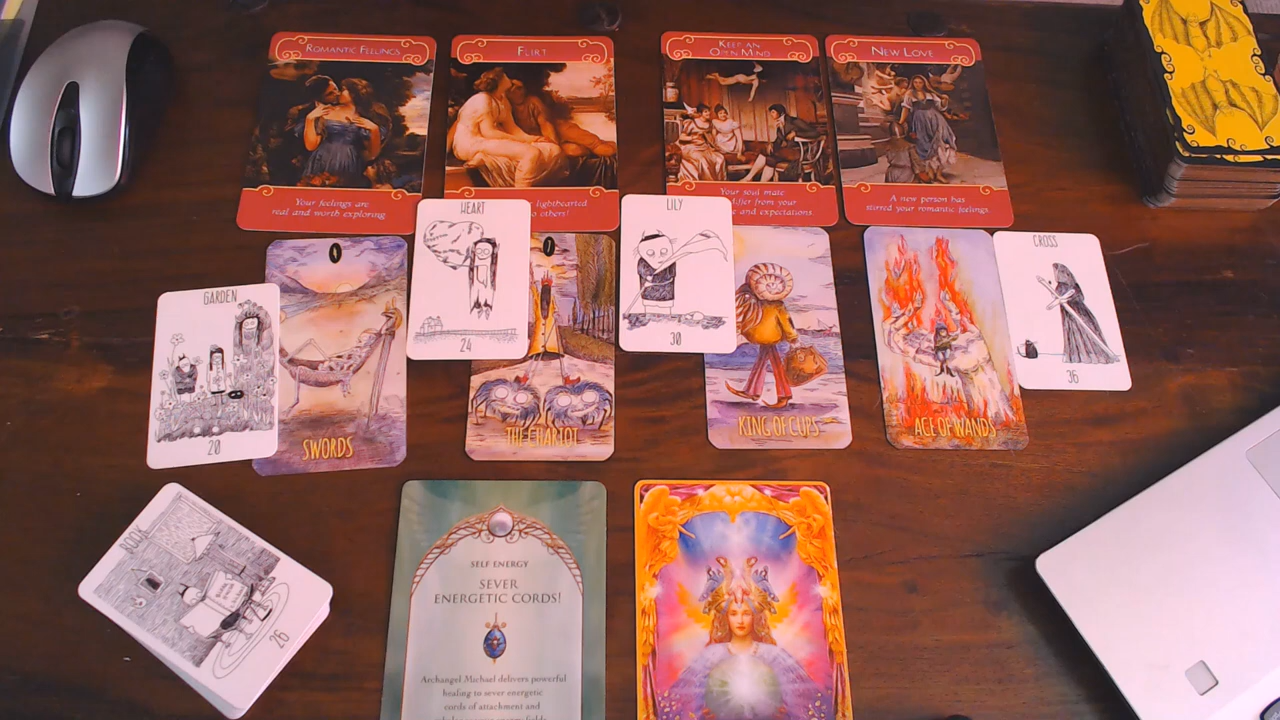 ROMANTIC FEELINGS
Your feelings are
real and worth exploring.
FLIRT
lighthearted
others!
KEEP AN
OPEN MIND
Your soul mate
differ from your
and expectations.
NEW LOVE
A new person has
stirred your romantic feelings.
GARDEN
20
SWORDS
HEART
24
7
THE CHARIOT
LILY
30
KING OF CUPS
ACE OF WANDS
CROSS
36
BOOK
26
SELF ENERGY
SEVER
ENERGETIC CORDS!
Archangel Michael delivers powerful
healing to sever energetic
cords of attachment and